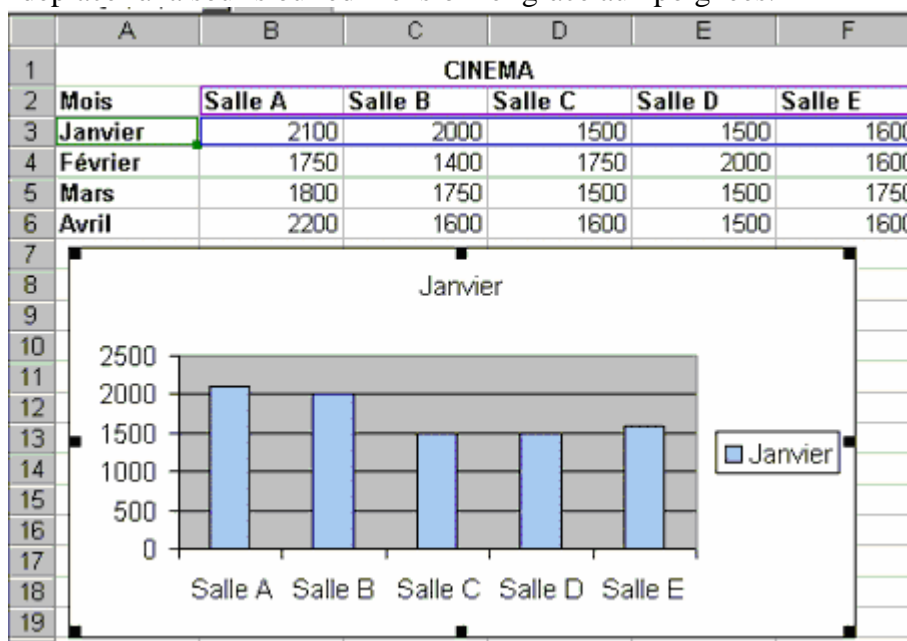 A B C D E F
1 CINEMA
2 Mois Salle A Salle B Salle C Salle D Salle E
3 Janvier 2100 2000 1500 1500 1600
4 Février 1750 1400 1750 2000 1600
5 Mars 1800 1750 1500 1500 1750
6 Avril 2200 1600 1600 1500 1600
7
8 Janvier
9
10 2500
11
12 2000
13 1500 Janvier
14 1000
15 500
16
17 0
18 Salle A Salle B Salle C Salle D Salle E
19